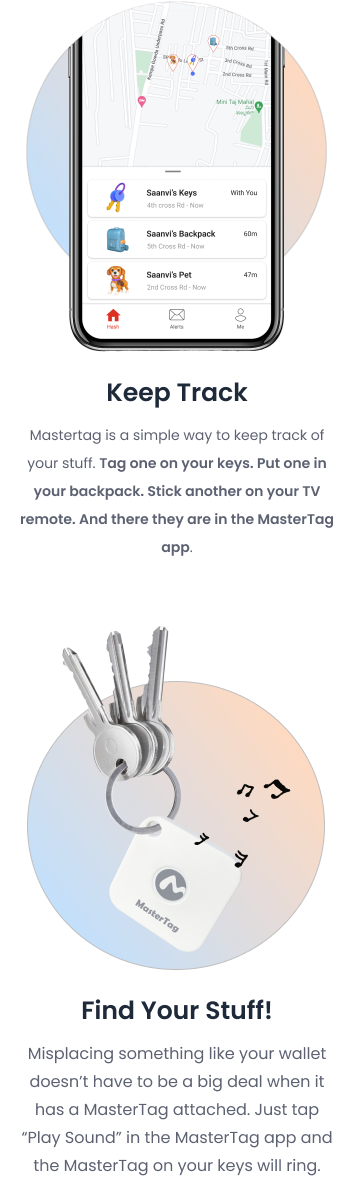 Kempe Gowda Underpass Rd
5th Cross Rd
3rd Cross Rd
2nd Cross Rd
Mini Taj Mahal
Saanvi's Keys
With You
4th cross Rd - Now
Saanvi's Backpack
60m
5th Cross Rd - Now
Saanvi's Pet
47m
2nd Cross Rd - Now
Hash
Alerts
Me
Keep Track
Mastertag is a simple way to keep track of
your stuff. Tag one on your keys. Put one in
your backpack. Stick another on your TV
remote. And there they are in the MasterTag
app.
MasterTag
Find Your Stuff!
Misplacing something like your wallet
doesn't have to be a big deal when it
has a MasterTag attached. Just tap
“Play Sound” in the MasterTag app and
the MasterTag on your keys will ring.